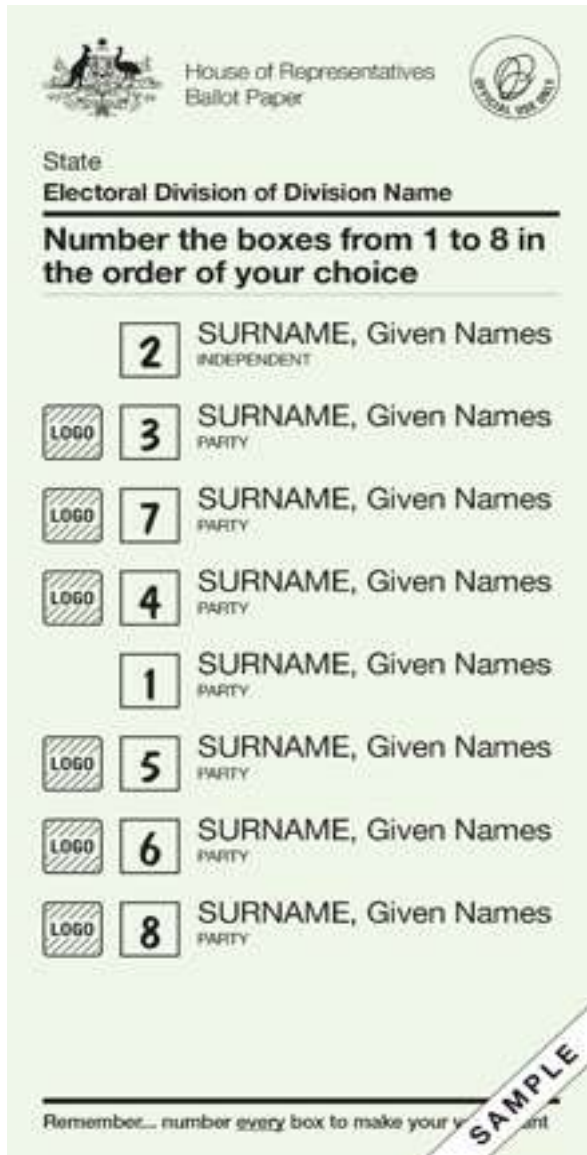 House of Representatives
Ballot Paper
OFFICIAL USE ONLY
State
Electoral Division of Division Name
Number the boxes from 1 to 8 in
the order of your choice
2 SURNAME, Given Names
INDEPENDENT
LOGO 3 SURNAME, Given Names
PARTY
LOGO 7 SURNAME, Given Names
PARTY
LOGO 4 SURNAME, Given Names
PARTY
1 SURNAME, Given Names
PARTY
LOGO 5 SURNAME, Given Names
PARTY
LOGO 6 SURNAME, Given Names
PARTY
LOGO 8 SURNAME, Given Names
PARTY
Remember... number every box to make your
SAMPLE